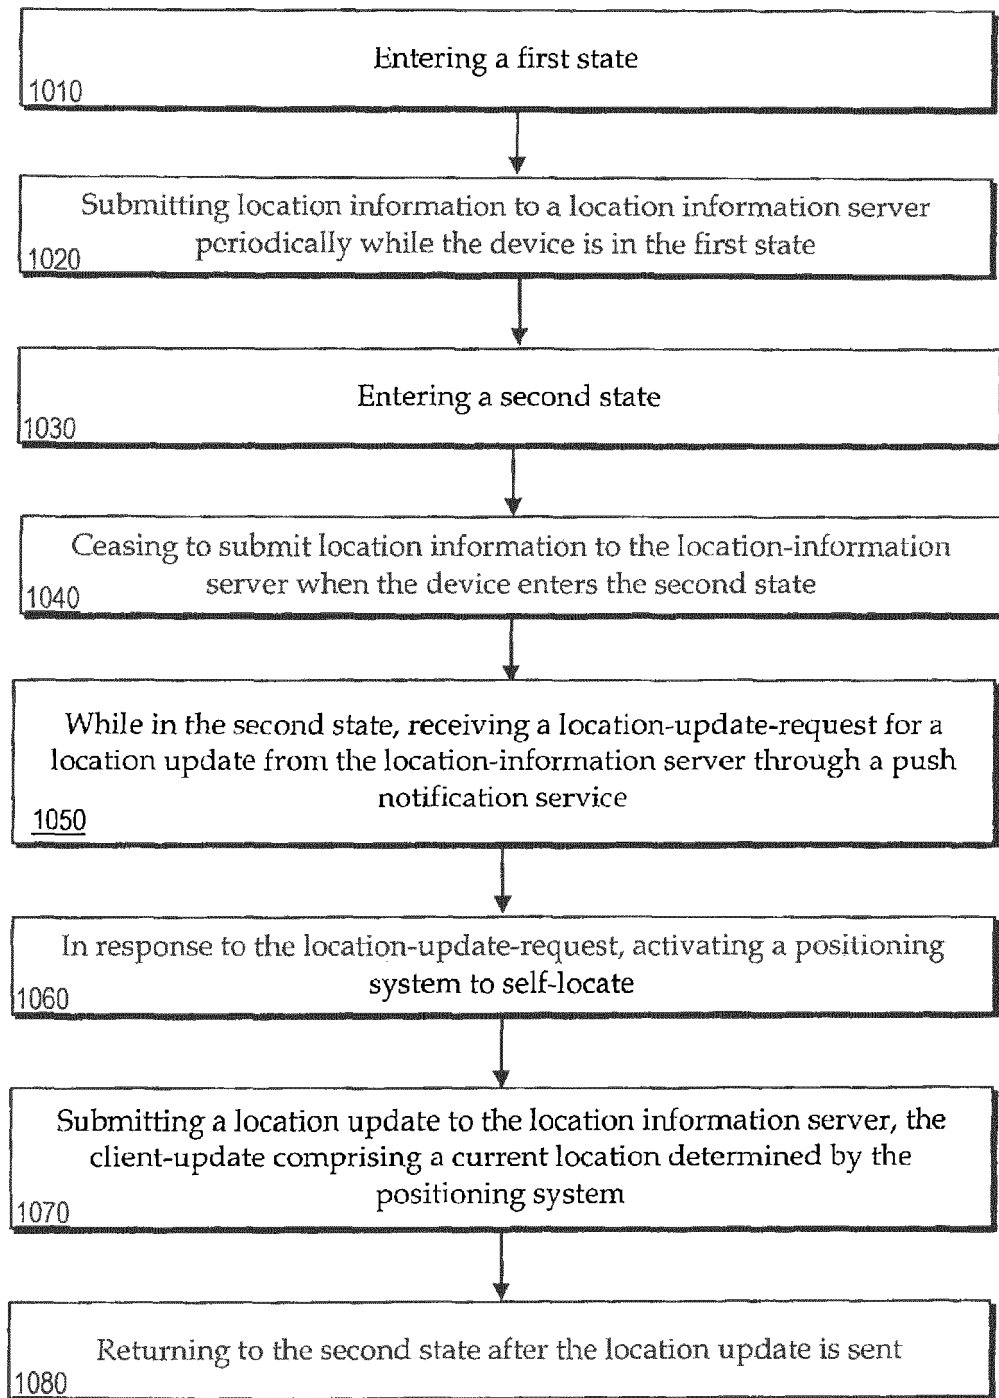 Entering a first state
1010
Submitting location information to a location information server
periodically while the device is in the first state
1020
Entering a second state
1030
Ceasing to submit location information to the location-information
server when the device enters the second state
1040
While in the second state, receiving a location-update-request for a
location update from the location-information server through a push
notification service
1050
In response to the location-update-request, activating a positioning
system to self-locate
1060
Submitting a location update to the location information server, the
client-update comprising a current location determined by the
positioning system
1070
Returning to the second state after the location update is sent
1080